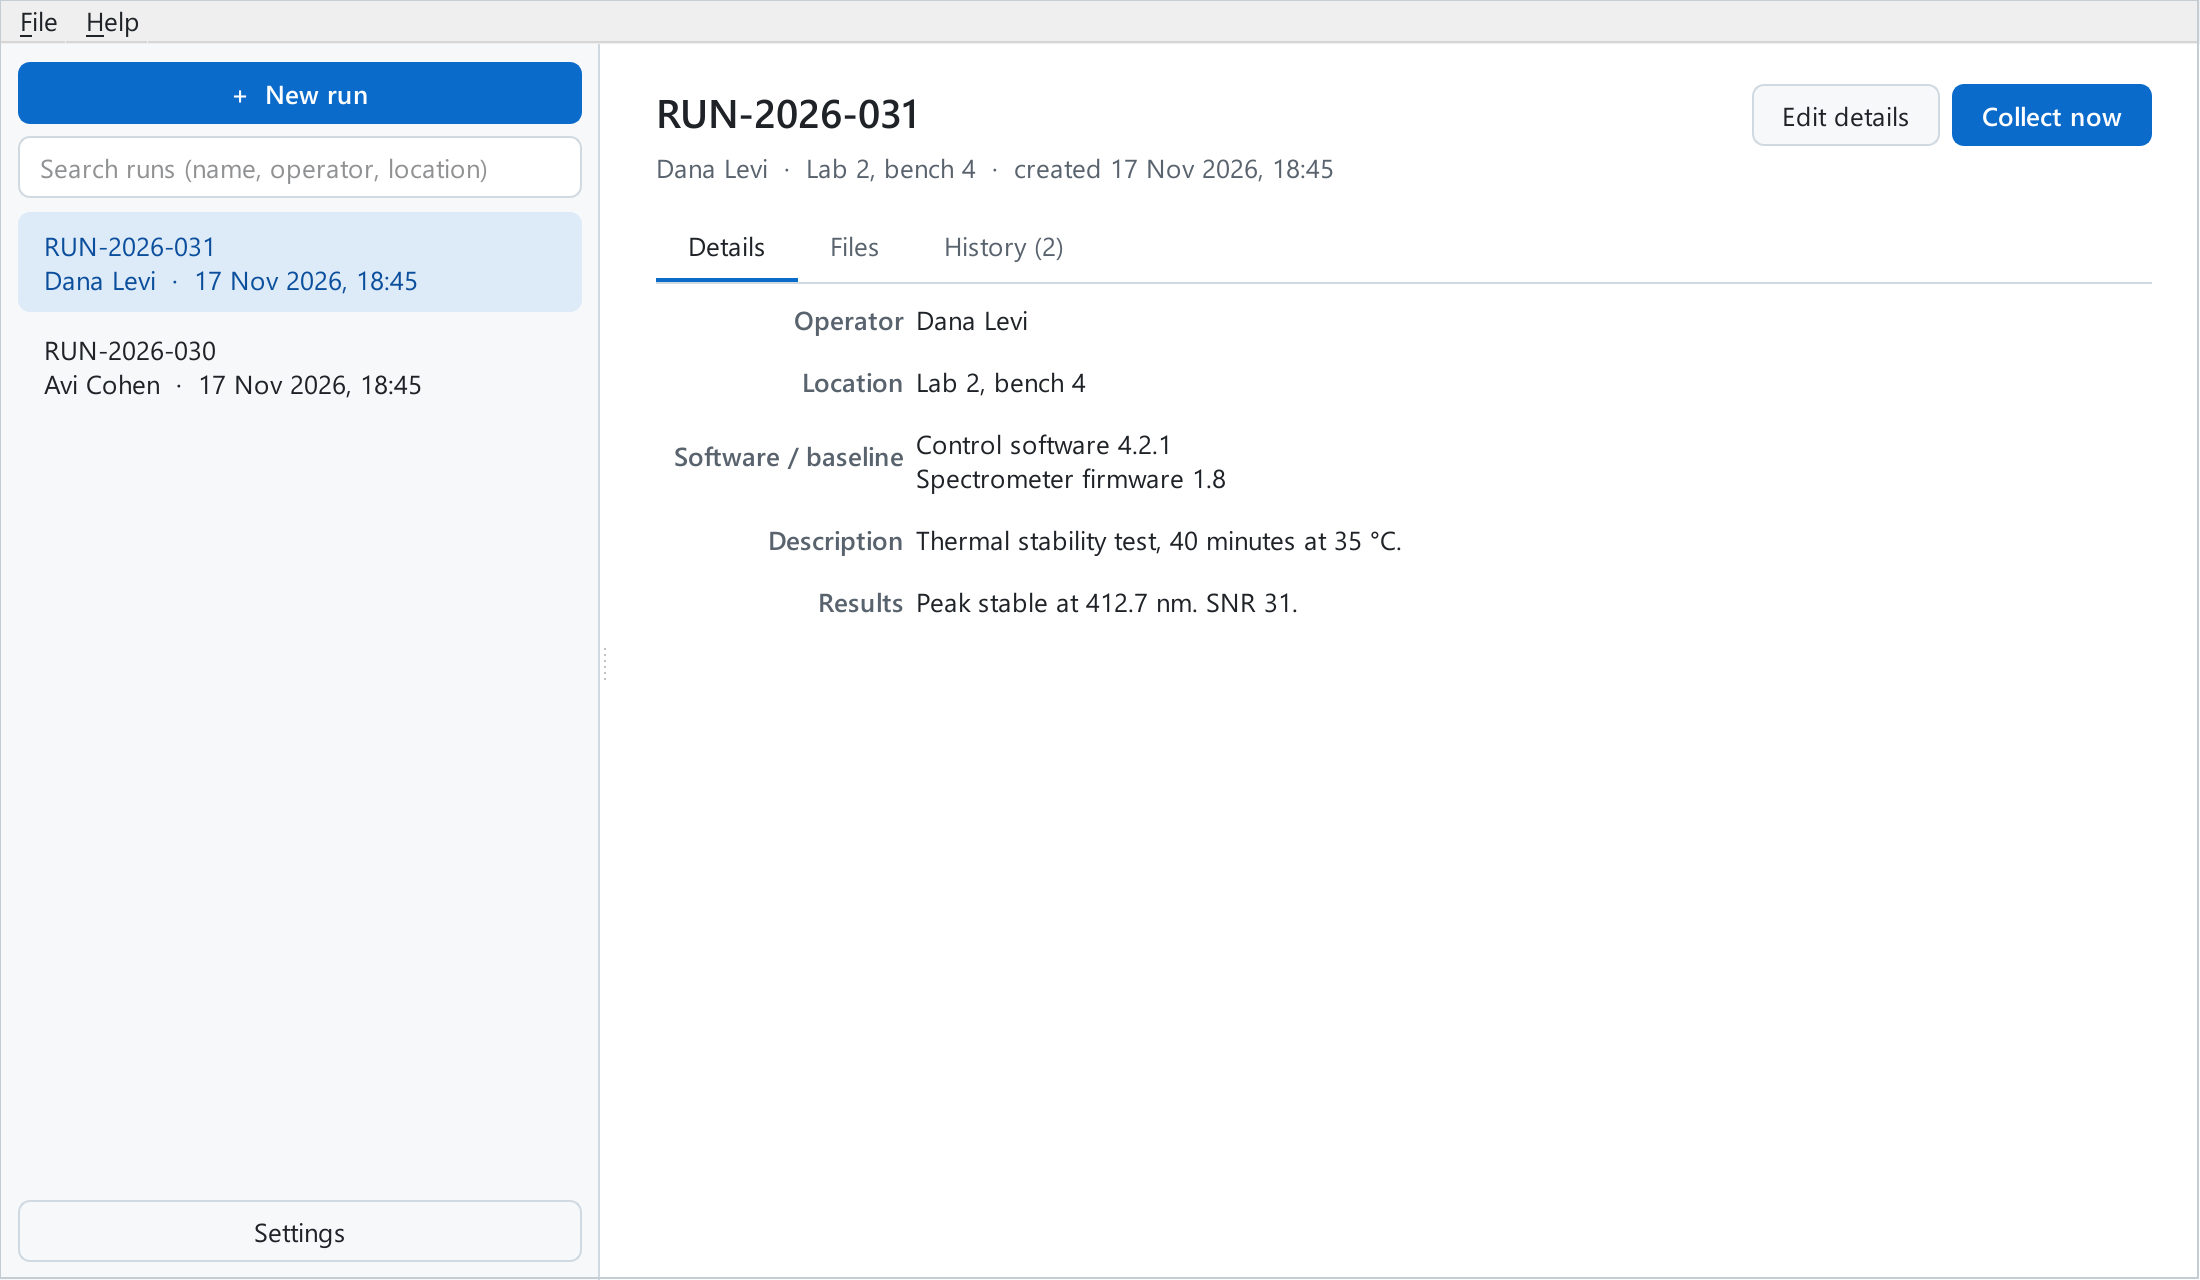 File Help
+ New run
Search runs (name, operator, location)
RUN-2026-031
Dana Levi · 17 Nov 2026, 18:45
RUN-2026-030
Avi Cohen · 17 Nov 2026, 18:45
Settings
RUN-2026-031
Dana Levi · Lab 2, bench 4 · created 17 Nov 2026, 18:45
Edit details
Collect now
Details Files History (2)
Operator Dana Levi
Location Lab 2, bench 4
Software / baseline Control software 4.2.1
Spectrometer firmware 1.8
Description Thermal stability test, 40 minutes at 35 °C.
Results Peak stable at 412.7 nm. SNR 31.